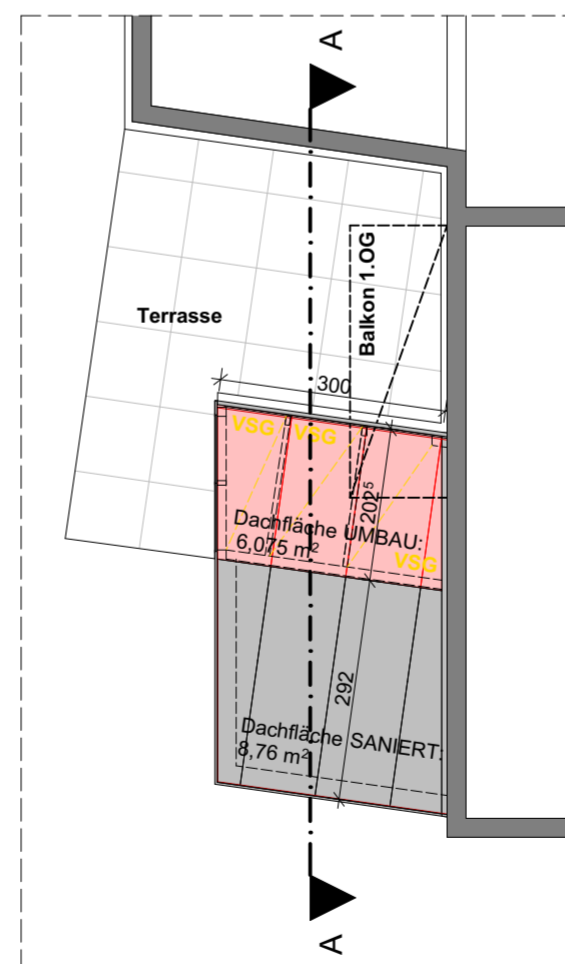 A
Balkon 1.OG
Terrasse
300
VSG
VSG
202⁵
Dachfläche UMBAU:
6,075 m²
VSG
292
Dachfläche SANIERT:
8,76 m²
A